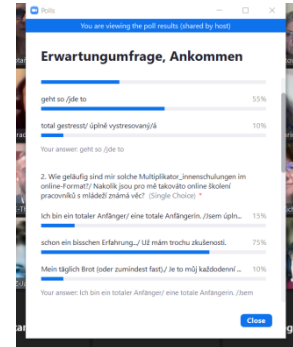 Polls
You are viewing the poll results (shared by host)
Erwartungumfrage, Ankommen
geht so /jde to 55%
total gestresst/ úplně vystresovaný/á 10%
Your answer: geht so /jde to
2. Wie geläufig sind mir solche Multiplikator_innenschulungen im
online-Format?/ Nakolik jsou pro mě takováto online školení
pracovníků s mládeží známá věc? (Single Choice) *
Ich bin ein totaler Anfänger/ eine totale Anfängerin. /Jsem úpln... 15%
schon ein bisschen Erfahrung.../ Už mám trochu zkušenosti. 75%
Mein täglich Brot (oder zumindest fast)./ Je to můj každodenní ... 10%
Your answer: Ich bin ein totaler Anfänger/ eine totale Anfängerin. /Jsem
Close